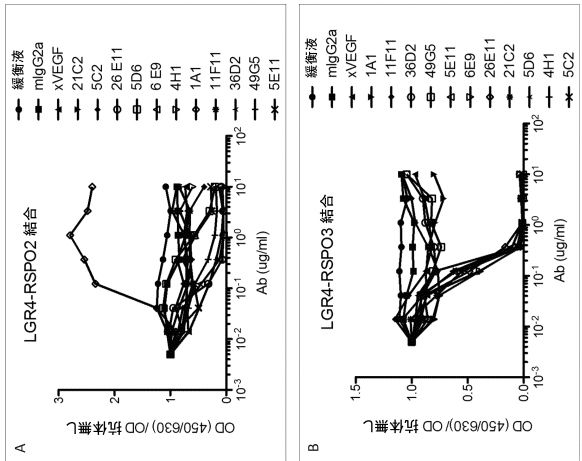 A
LGR4-RSPO2 結合
OD (450/630) /OD 抗体無し
3
2
1
0
10-3
10-2
10-1
100
101
102
Ab (ug/ml)
緩衡液
mIgG2a
xVEGF
21C2
5C2
26 E11
5D6
6 E9
4H1
1A1
11F11
36D2
49G5
5E11
B
LGR4-RSPO3 結合
OD (450/630) /OD 抗体無し
1.5
1.0
0.5
0.0
10-3
10-2
10-1
100
101
102
Ab (ug/ml)
緩衡液
mIgG2a
xVEGF
1A1
11F11
36D2
49G5
5E11
6E9
26E11
21C2
5D6
4H1
5C2